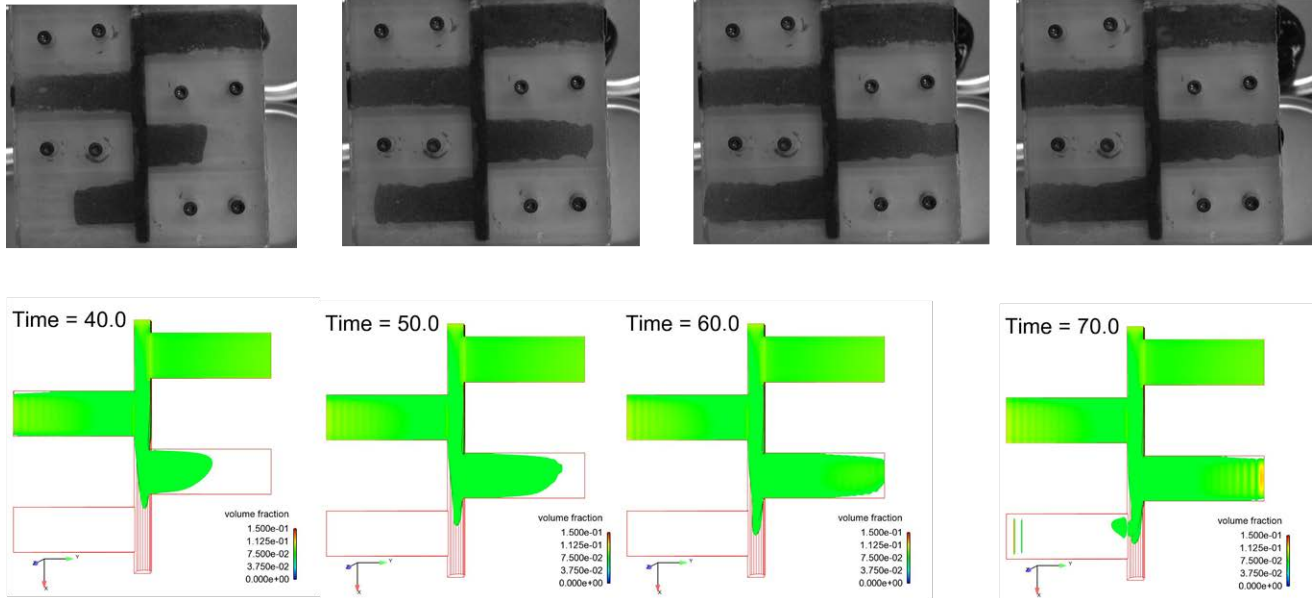 Time = 40.0
Time = 50.0
Time = 60.0
Time = 70.0
volume fraction
1.500e-01
1.125e-01
7.500e-02
3.750e-02
0.000e+00
Y
X
volume fraction
1.500e-01
1.125e-01
7.500e-02
3.750e-02
0.000e+00
Y
X
volume fraction
1.500e-01
1.125e-01
7.500e-02
3.750e-02
0.000e+00
Y
X
volume fraction
1.500e-01
1.125e-01
7.500e-02
3.750e-02
0.000e+00
Y
X